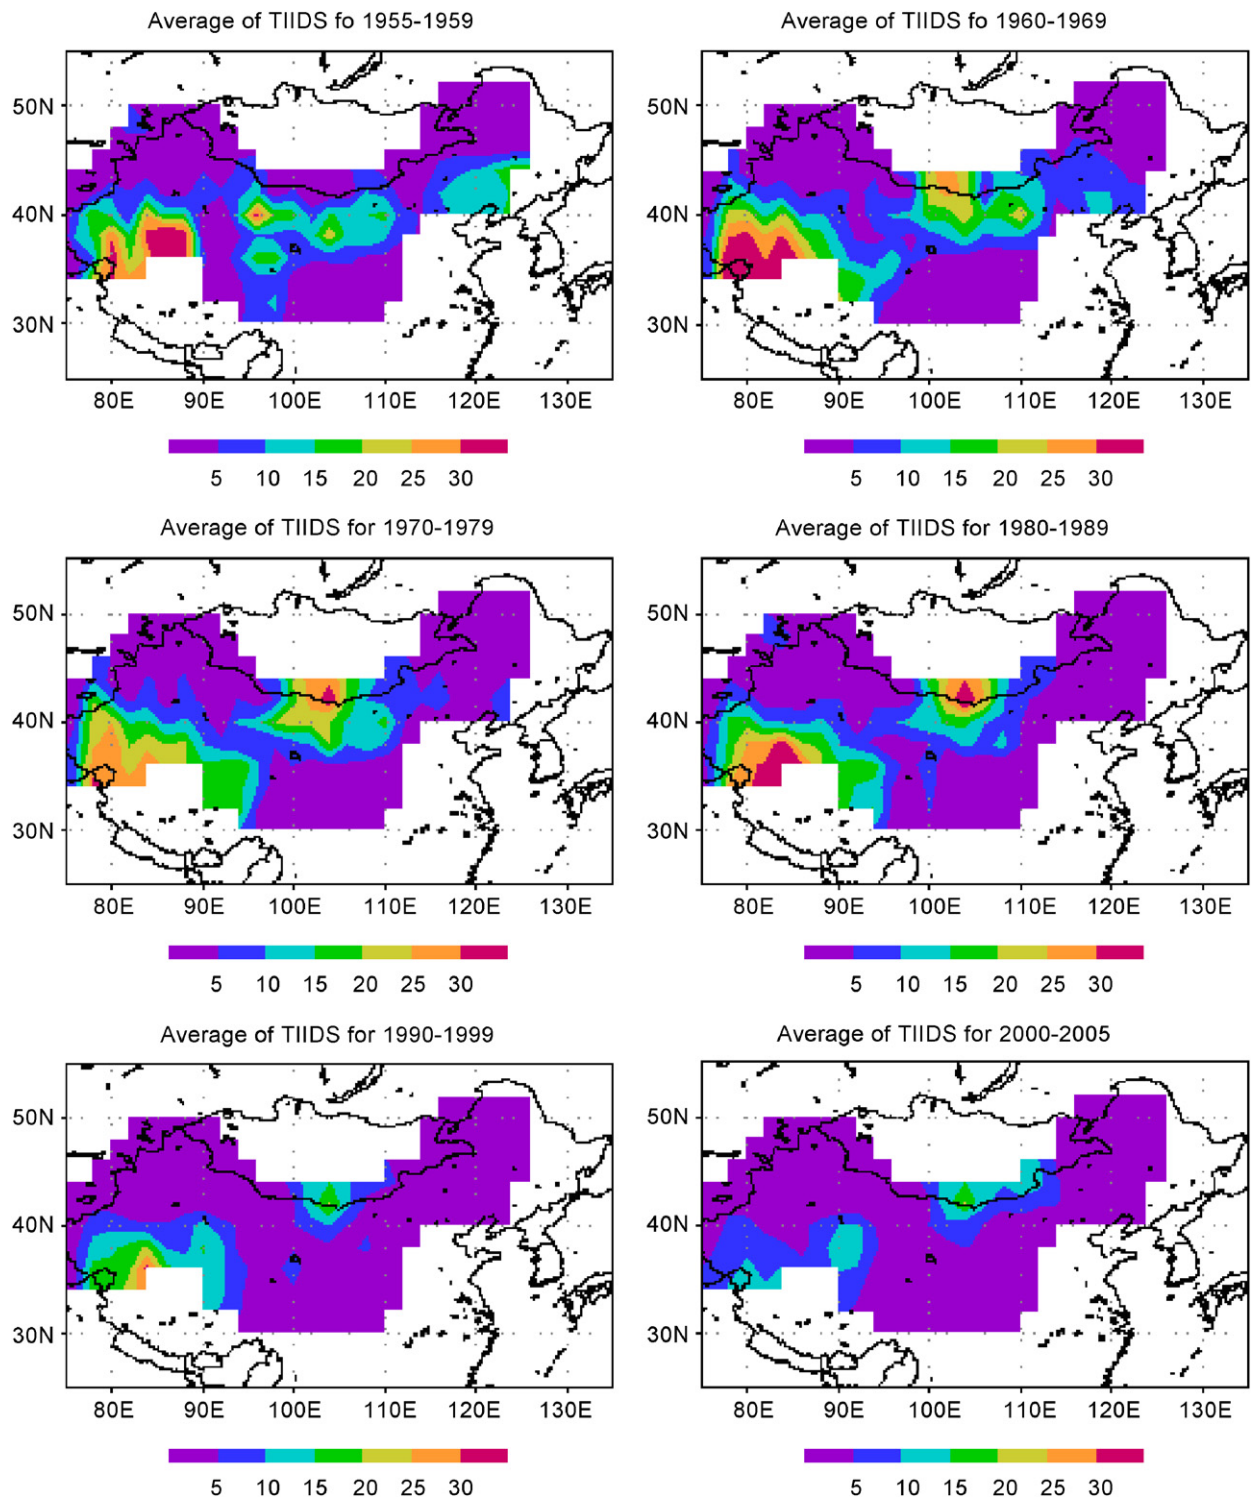 Average of TIIDS fo 1955-1959
Average of TIIDS fo 1960-1969
50N
40N
30N
80E 90E 100E 110E 120E 130E
5 10 15 20 25 30
50N
40N
30N
80E 90E 100E 110E 120E 130E
5 10 15 20 25 30
Average of TIIDS for 1970-1979
Average of TIIDS for 1980-1989
50N
40N
30N
80E 90E 100E 110E 120E 130E
5 10 15 20 25 30
50N
40N
30N
80E 90E 100E 110E 120E 130E
5 10 15 20 25 30
Average of TIIDS for 1990-1999
Average of TIIDS for 2000-2005
50N
40N
30N
80E 90E 100E 110E 120E 130E
5 10 15 20 25 30
50N
40N
30N
80E 90E 100E 110E 120E 130E
5 10 15 20 25 30